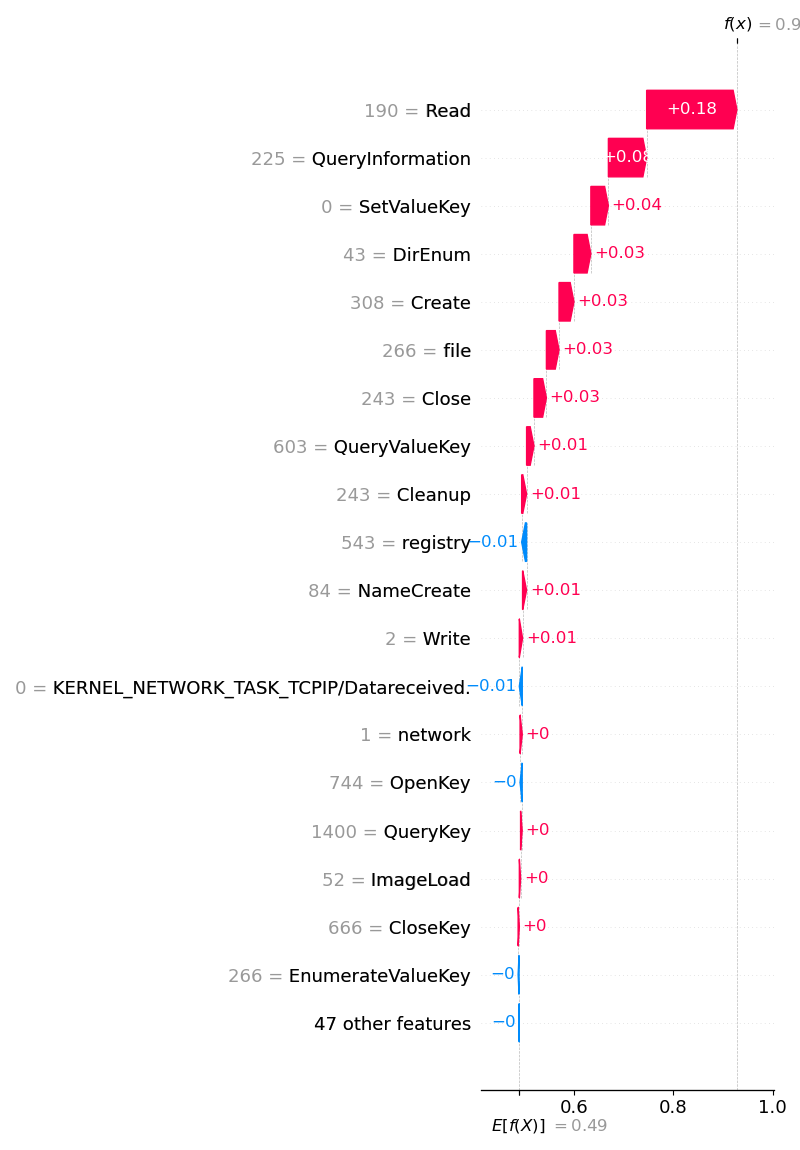 f(x) = 0.9
190 = Read +0.18
225 = QueryInformation +0.08
0 = SetValueKey +0.04
43 = DirEnum +0.03
308 = Create +0.03
266 = file +0.03
243 = Close +0.03
603 = QueryValueKey +0.01
243 = Cleanup +0.01
543 = registry −0.01
84 = NameCreate +0.01
2 = Write +0.01
0 = KERNEL_NETWORK_TASK_TCPIP/Datareceived. −0.01
1 = network +0
744 = OpenKey −0
1400 = QueryKey +0
52 = ImageLoad +0
666 = CloseKey +0
266 = EnumerateValueKey −0
47 other features −0
0.6 0.8 1.0
E[f(X)] = 0.49